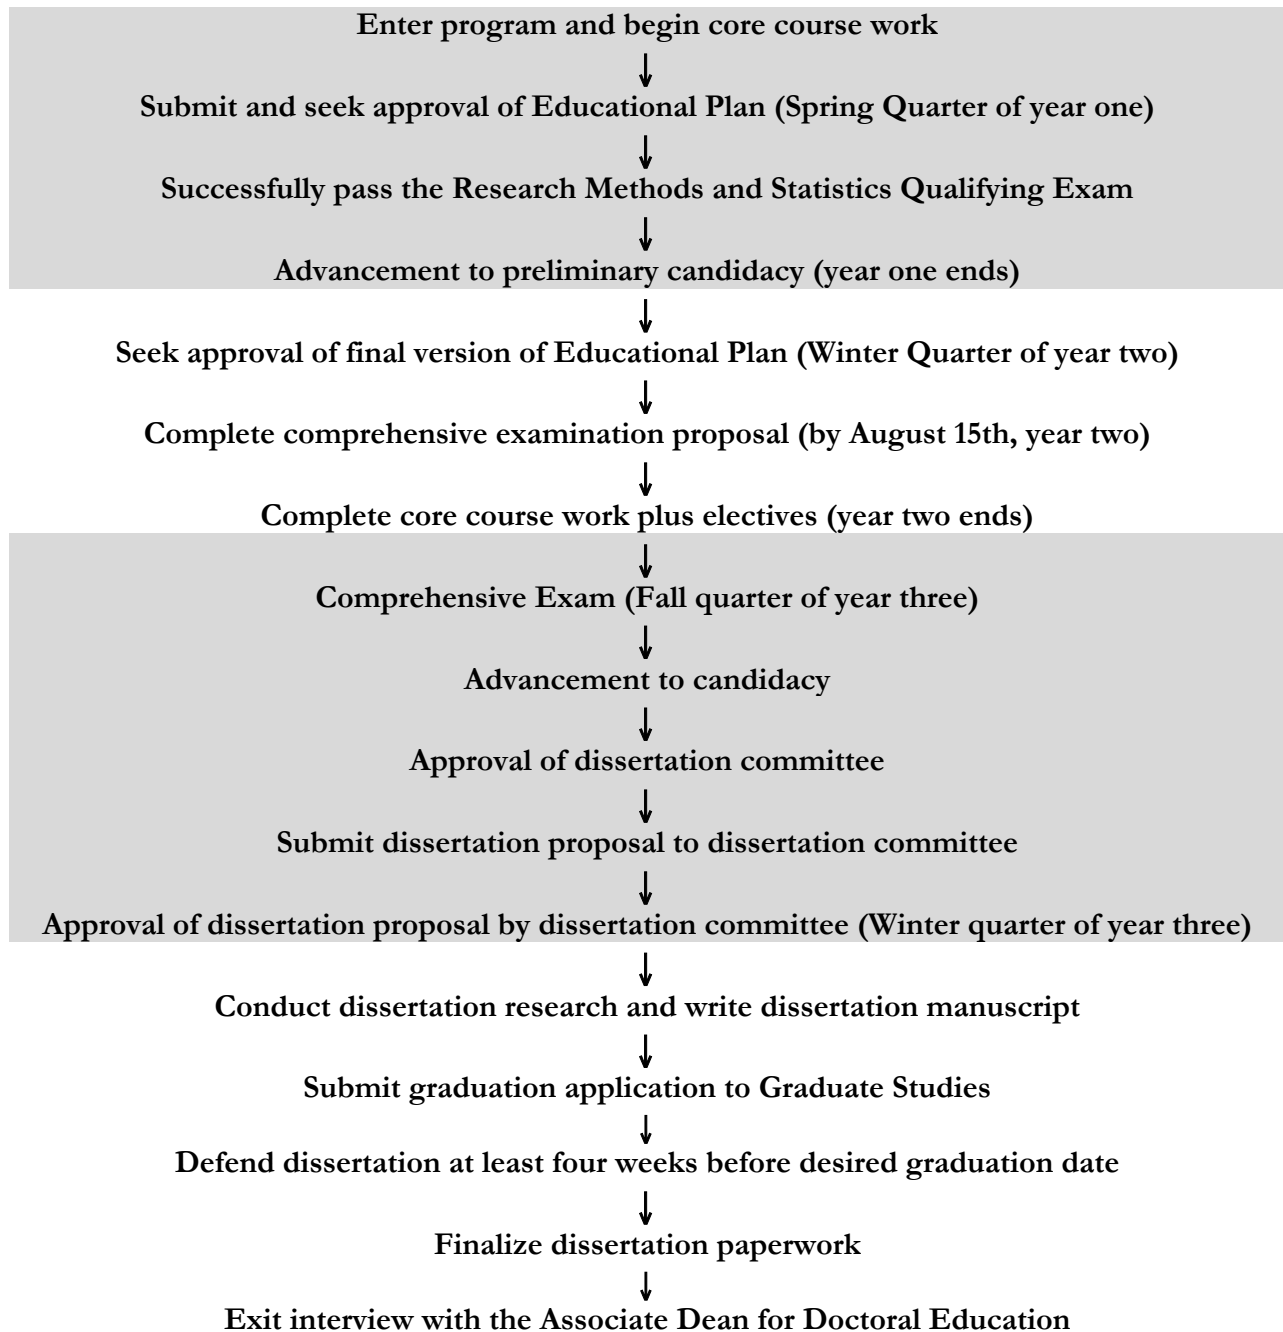 Enter program and begin core course work
Submit and seek approval of Educational Plan (Spring Quarter of year one)
Successfully pass the Research Methods and Statistics Qualifying Exam
Advancement to preliminary candidacy (year one ends)
Seek approval of final version of Educational Plan (Winter Quarter of year two)
Complete comprehensive examination proposal (by August 15th, year two)
Complete core course work plus electives (year two ends)
Comprehensive Exam (Fall quarter of year three)
Advancement to candidacy
Approval of dissertation committee
Submit dissertation proposal to dissertation committee
Approval of dissertation proposal by dissertation committee (Winter quarter of year three)
Conduct dissertation research and write dissertation manuscript
Submit graduation application to Graduate Studies
Defend dissertation at least four weeks before desired graduation date
Finalize dissertation paperwork
Exit interview with the Associate Dean for Doctoral Education